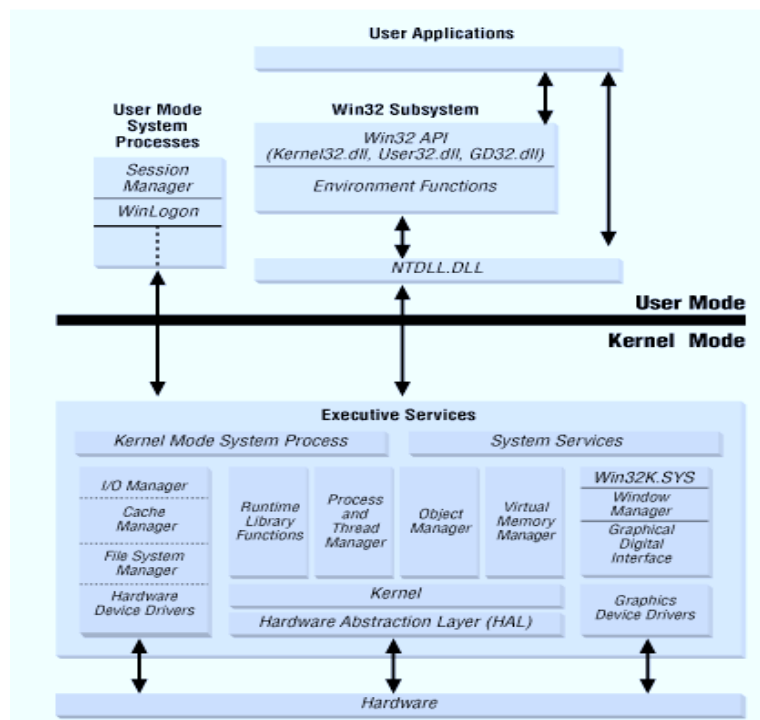 User Applications
User Mode
System
Processes
Session
Manager
WinLogon
Win32 Subsystem
Win32 API
(Kernel32.dll, User32.dll, GD32.dll)
Environment Functions
NTDLL.DLL
User Mode
Kernel Mode
Executive Services
Kernel Mode System Process
System Services
I/O Manager
Cache
Manager
File System
Manager
Hardware
Device Drivers
Runtime
Library
Functions
Process
and
Thread
Manager
Object
Manager
Virtual
Memory
Manager
Win32K.SYS
Window
Manager
Graphical
Digital
Interface
Kernel
Hardware Abstraction Layer (HAL)
Graphics
Device Drivers
Hardware